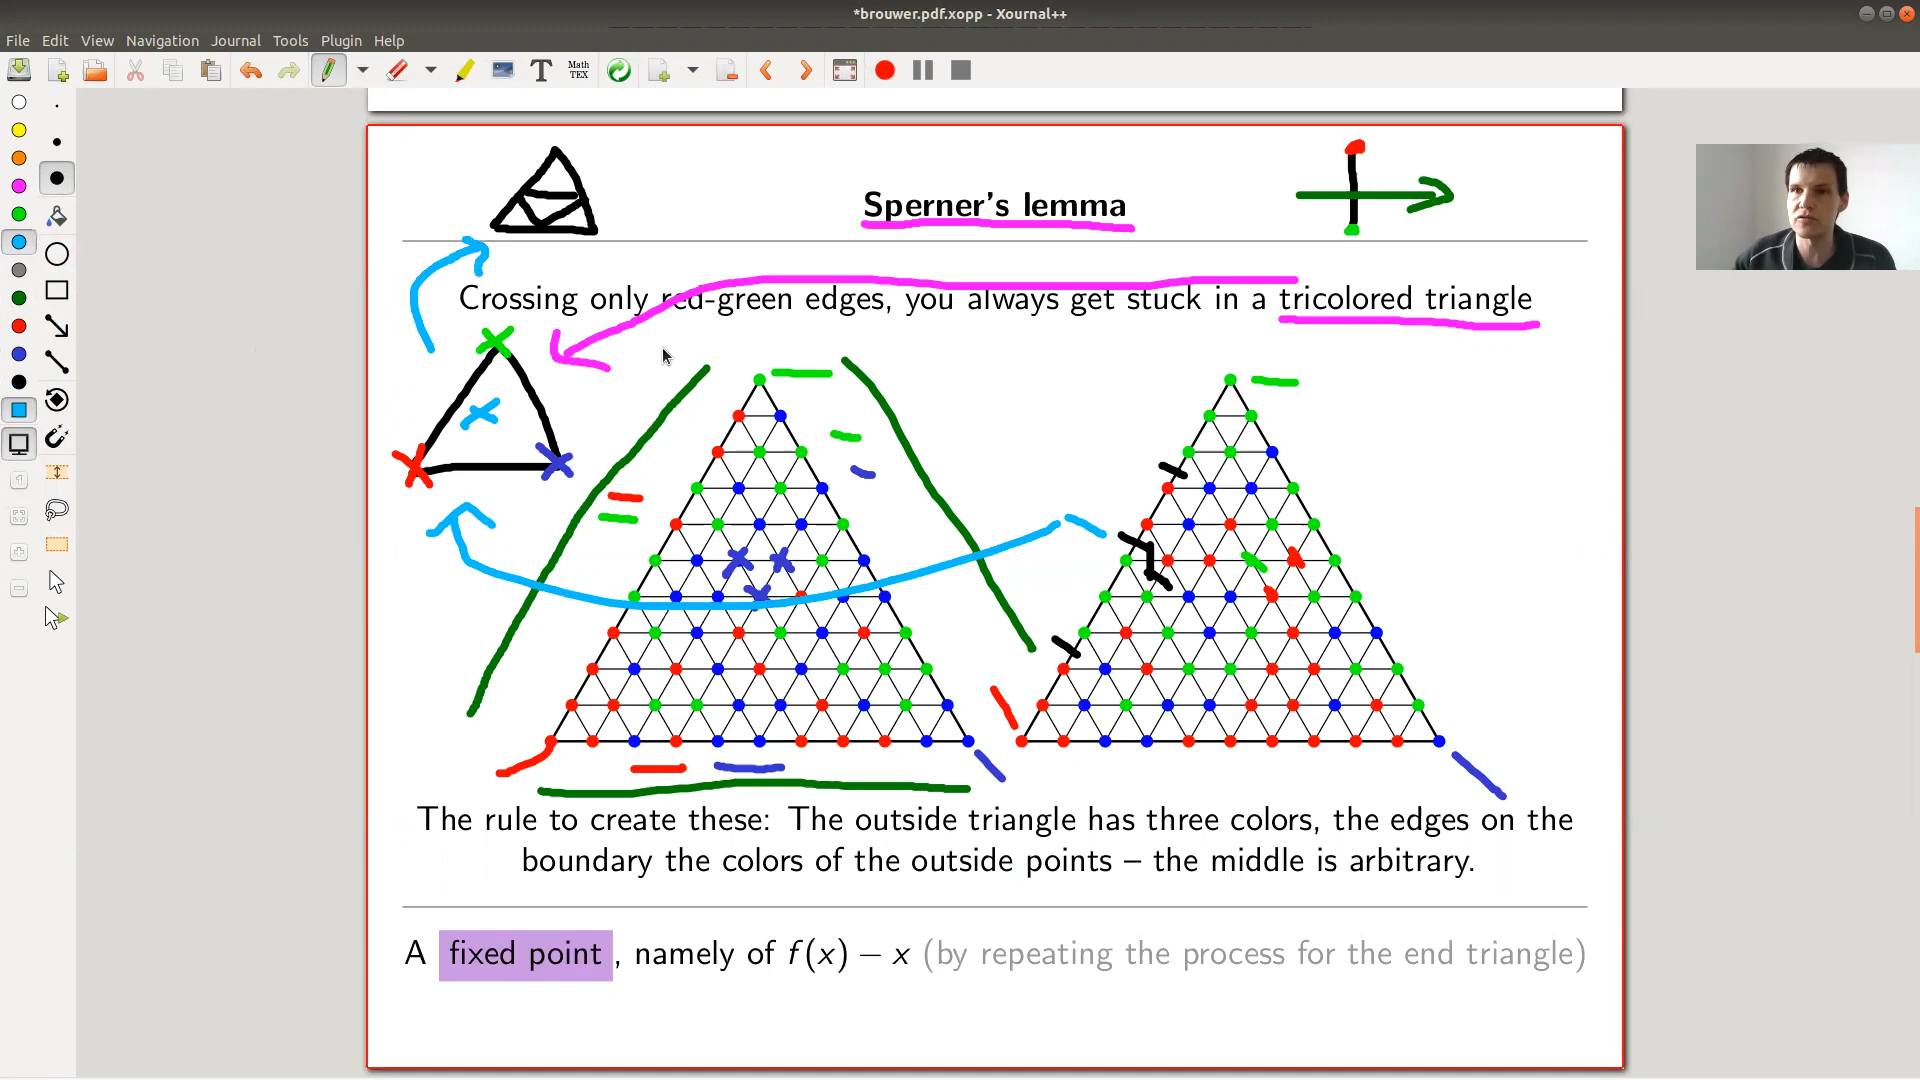 *brouwer.pdf.xopp - Xournal++
File Edit View Navigation Journal Tools Plugin Help
Math
TEX
Sperner's lemma
Crossing only red-green edges, you always get stuck in a tricolored triangle
The rule to create these: The outside triangle has three colors, the edges on the
boundary the colors of the outside points – the middle is arbitrary.
A fixed point, namely of f(x) − x (by repeating the process for the end triangle)